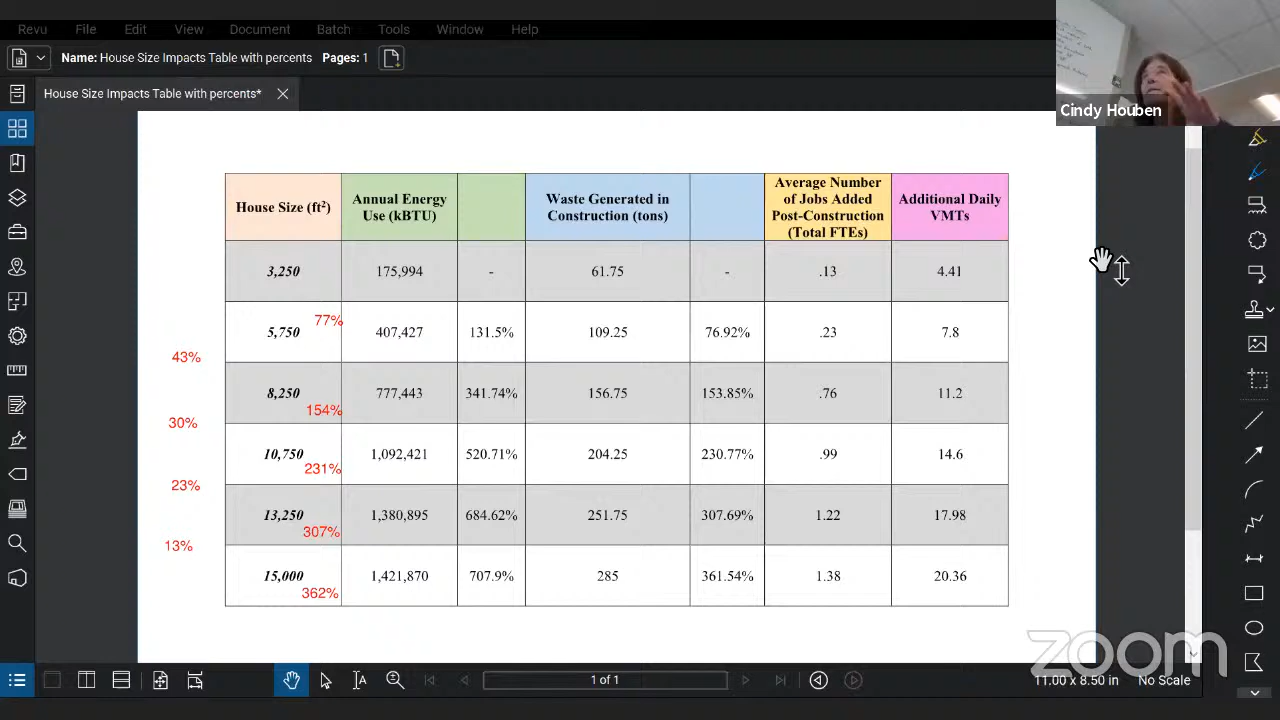 Revu File Edit View Document Batch Tools Window Help
Name: House Size Impacts Table with percents Pages: 1
Cindy Houben
House Size Impacts Table with percents*
House Size (ft²)
Annual Energy
Use (kBTU)
Waste Generated in
Construction (tons)
Average Number
of Jobs Added
Post-Construction
(Total FTEs)
Additional Daily
VMTs
3,250 175,994 - 61.75 - .13 4.41
77%
5,750 407,427 131.5% 109.25 76.92% .23 7.8
43%
8,250 777,443 341.74% 156.75 153.85% .76 11.2
154%
30%
10,750 1,092,421 520.71% 204.25 230.77% .99 14.6
231%
23%
13,250 1,380,895 684.62% 251.75 307.69% 1.22 17.98
307%
13%
15,000 1,421,870 707.9% 285 361.54% 1.38 20.36
362%
zoom
1 of 1
11.00 x 8.50 in No Scale